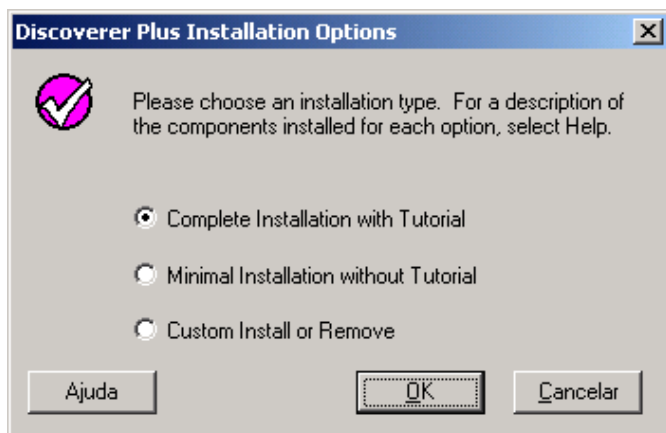 Discoverer Plus Installation Options
Please choose an installation type. For a description of
the components installed for each option, select Help.
Complete Installation with Tutorial
Minimal Installation without Tutorial
Custom Install or Remove
Ajuda
OK
Cancelar